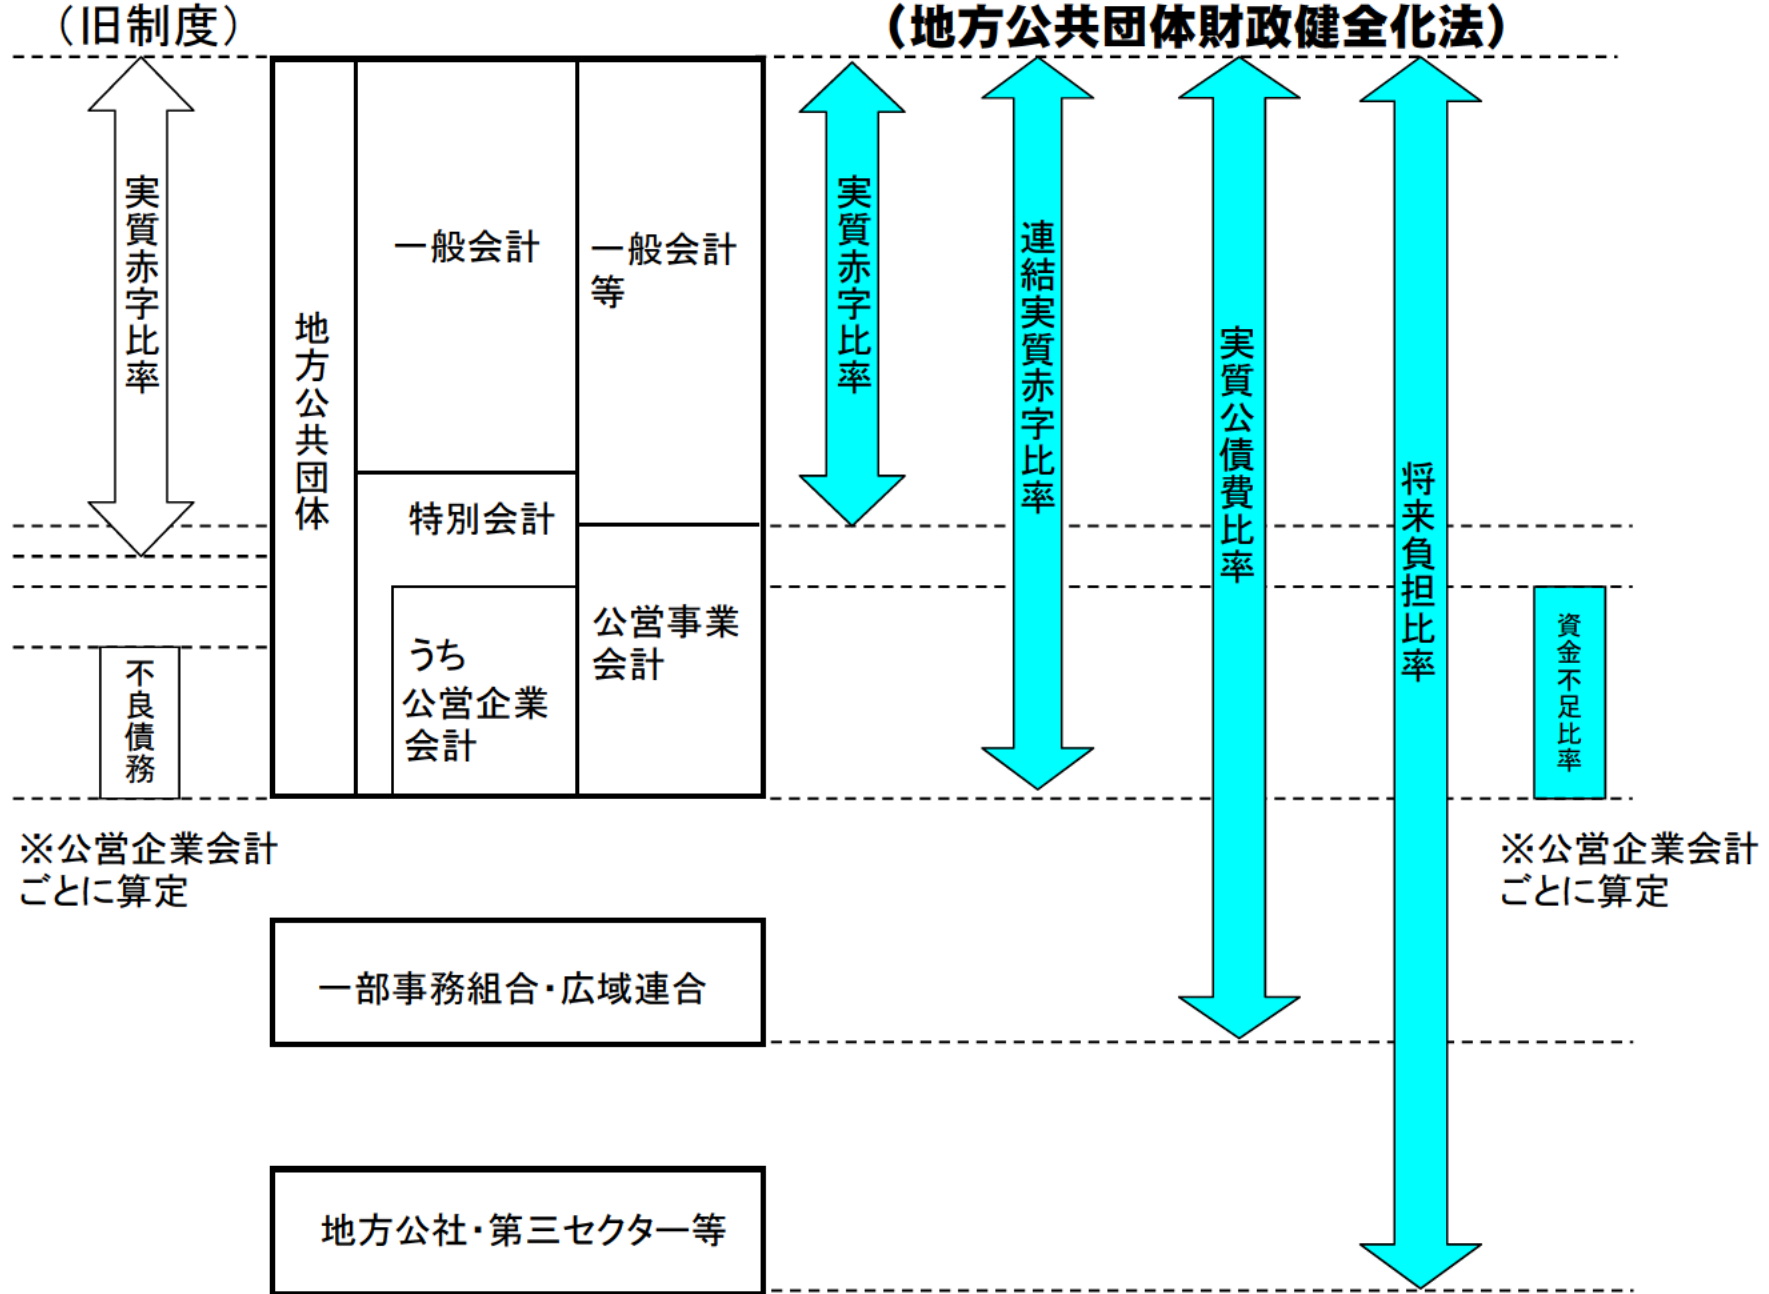 （旧制度）
（地方公共団体財政健全化法）
実質赤字比率
不良債務
※公営企業会計
ごとに算定
地方公共団体
一般会計
特別会計
うち
公営企業
会計
一般会計
等
公営事業
会計
実質赤字比率
連結実質赤字比率
実質公債費比率
将来負担比率
資金不足比率
※公営企業会計
ごとに算定
一部事務組合・広域連合
地方公社・第三セクター等